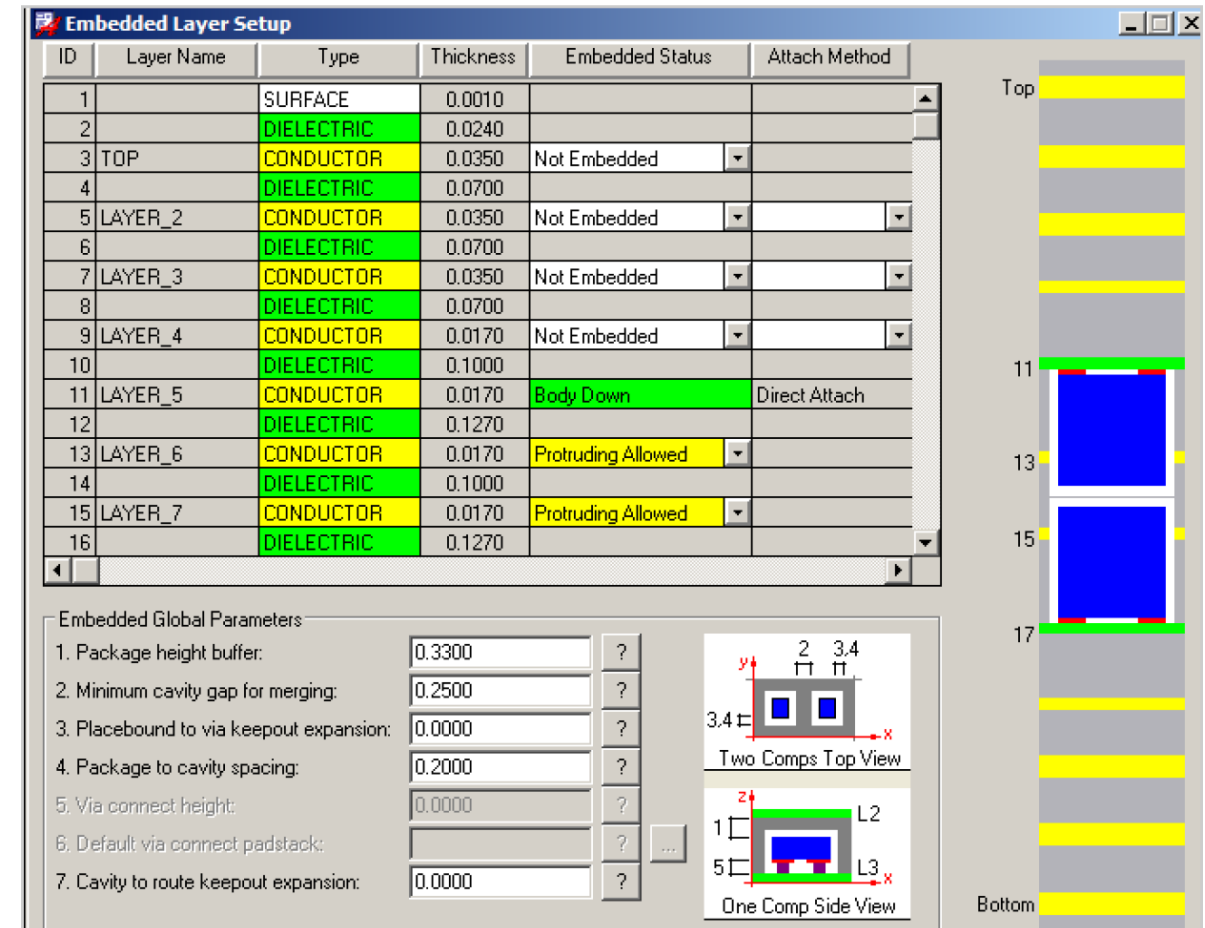 Embedded Layer Setup
ID Layer Name Type Thickness Embedded Status Attach Method
1 SURFACE 0.0010
2 DIELECTRIC 0.0240
3 TOP CONDUCTOR 0.0350 Not Embedded
4 DIELECTRIC 0.0700
5 LAYER_2 CONDUCTOR 0.0350 Not Embedded
6 DIELECTRIC 0.0700
7 LAYER_3 CONDUCTOR 0.0350 Not Embedded
8 DIELECTRIC 0.0700
9 LAYER_4 CONDUCTOR 0.0170 Not Embedded
10 DIELECTRIC 0.1000
11 LAYER_5 CONDUCTOR 0.0170 Body Down Direct Attach
12 DIELECTRIC 0.1270
13 LAYER_6 CONDUCTOR 0.0170 Protruding Allowed
14 DIELECTRIC 0.1000
15 LAYER_7 CONDUCTOR 0.0170 Protruding Allowed
16 DIELECTRIC 0.1270
Top
11
13
15
17
Bottom
Embedded Global Parameters
1. Package height buffer: 0.3300 ?
2. Minimum cavity gap for merging: 0.2500 ?
3. Placebound to via keepout expansion: 0.0000 ?
4. Package to cavity spacing: 0.2000 ?
5. Via connect height: 0.0000 ?
6. Default via connect padstack: ? ...
7. Cavity to route keepout expansion: 0.0000 ?
2 3,4
y
3,4
x
Two Comps Top View
z
L2
1
5
L3
x
One Comp Side View